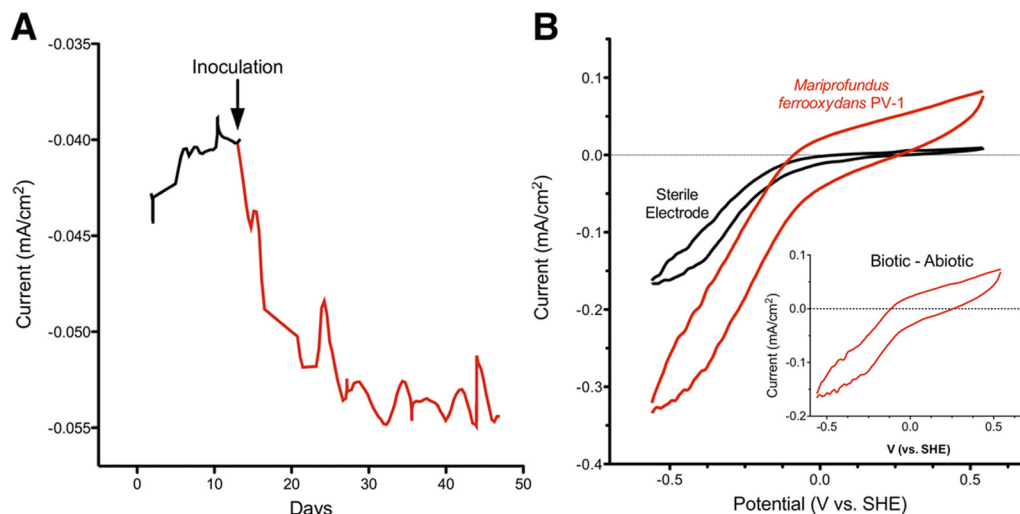 A
Inoculation
Current (mA/cm2)
-0.035
-0.040
-0.045
-0.050
-0.055
0
10
20
30
40
50
Days
B
Mariprofundus
ferrooxydans PV-1
Sterile
Electrode
Current (mA/cm2)
0.1
0.0
-0.1
-0.2
-0.3
-0.4
-0.5
0.0
0.5
Potential (V vs. SHE)
Biotic - Abiotic
Current (mA/cm²)
0.1
0.0
-0.1
-0.2
-0.5
0.0
0.5
V (vs. SHE)